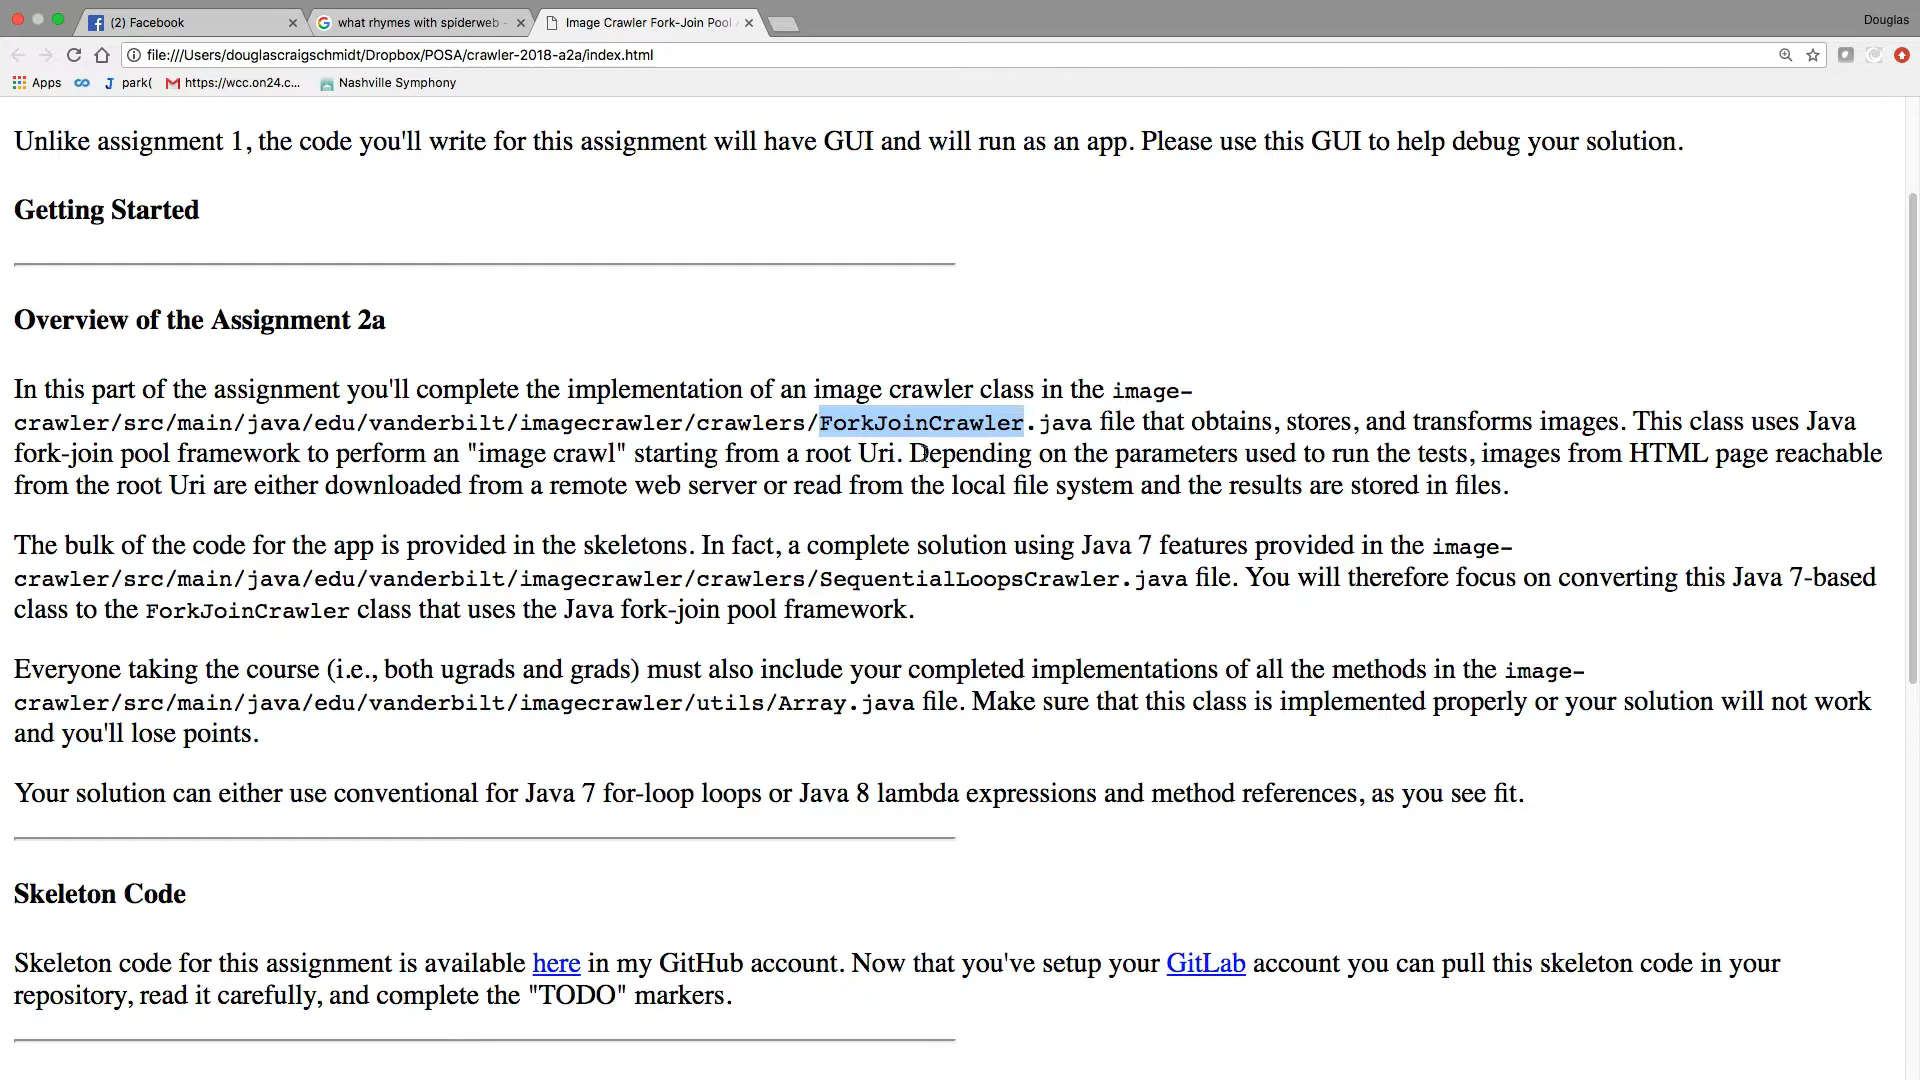 (2) Facebook
what rhymes with spiderweb -
Image Crawler Fork-Join Pool
Douglas
file:///Users/douglascraigschmidt/Dropbox/POSA/crawler-2018-a2a/index.html
Apps
park(
https://wcc.on24.c...
Nashville Symphony
Unlike assignment 1, the code you'll write for this assignment will have GUI and will run as an app. Please use this GUI to help debug your solution.
Getting Started
Overview of the Assignment 2a
In this part of the assignment you'll complete the implementation of an image crawler class in the image-
crawler/src/main/java/edu/vanderbilt/imagecrawler/crawlers/ForkJoinCrawler.java file that obtains, stores, and transforms images. This class uses Java
fork-join pool framework to perform an "image crawl" starting from a root Uri. Depending on the parameters used to run the tests, images from HTML page reachable
from the root Uri are either downloaded from a remote web server or read from the local file system and the results are stored in files.
The bulk of the code for the app is provided in the skeletons. In fact, a complete solution using Java 7 features provided in the image-
crawler/src/main/java/edu/vanderbilt/imagecrawler/crawlers/SequentialLoopsCrawler.java file. You will therefore focus on converting this Java 7-based
class to the ForkJoinCrawler class that uses the Java fork-join pool framework.
Everyone taking the course (i.e., both ugrads and grads) must also include your completed implementations of all the methods in the image-
crawler/src/main/java/edu/vanderbilt/imagecrawler/utils/Array.java file. Make sure that this class is implemented properly or your solution will not work
and you'll lose points.
Your solution can either use conventional for Java 7 for-loop loops or Java 8 lambda expressions and method references, as you see fit.
Skeleton Code
Skeleton code for this assignment is available here in my GitHub account. Now that you've setup your GitLab account you can pull this skeleton code in your
repository, read it carefully, and complete the "TODO" markers.